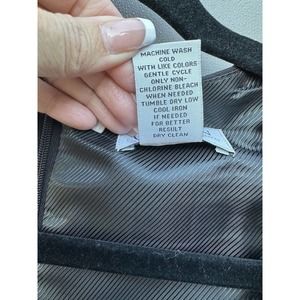 MACHINE WASH
COLD
WITH LIKE COLORS
GENTLE CYCLE
ONLY NON-
CHLORINE BLEACH
WHEN NEEDED
TUMBLE DRY LOW
COOL IRON
IF NEEDED
FOR BETTER
RESULT
DRY CLEAN